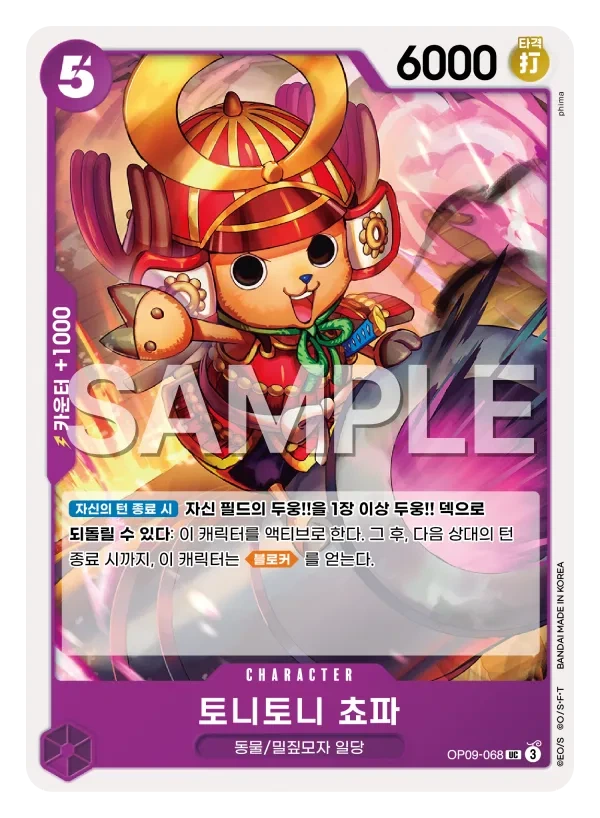 5
6000
타격
打
phima
카운터 +1000
SAMPLE
자신의 턴 종료 시 자신 필드의 두웅!!을 1장 이상 두웅!! 덱으로
되돌릴 수 있다: 이 캐릭터를 액티브로 한다. 그 후, 다음 상대의 턴
종료 시까지, 이 캐릭터는 블로커 를 얻는다.
CHARACTER
토니토니 쵸파
동물/밀짚모자 일당
OP09-068 UC 3
©E.O/S ©O/S·F·T BANDAI MADE IN KOREA